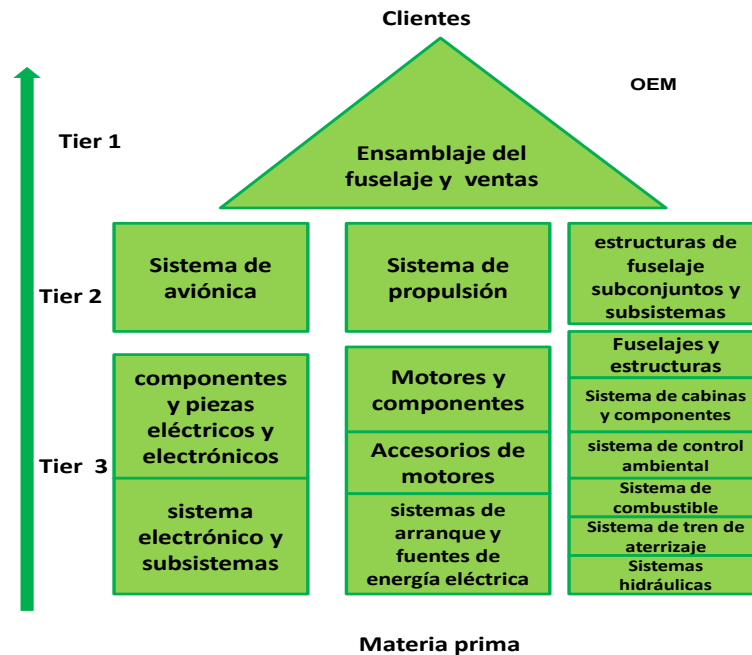 Clientes
OEM
Tier 1
Ensamblaje del
fuselaje y ventas
Tier 2
Sistema de
aviónica
Sistema de
propulsión
estructuras de
fuselaje
subconjuntos y
subsistemas
Tier 3
componentes
y piezas
eléctricos y
electrónicos
sistema
electrónico y
subsistemas
Motores y
componentes
Accesorios de
motores
sistemas de
arranque y
fuentes de
energía eléctrica
Fuselajes y
estructuras
Sistema de cabinas
y componentes
sistema de control
ambiental
Sistema de
combustible
Sistema de tren de
aterrizaje
Sistemas
hidráulicas
Materia prima